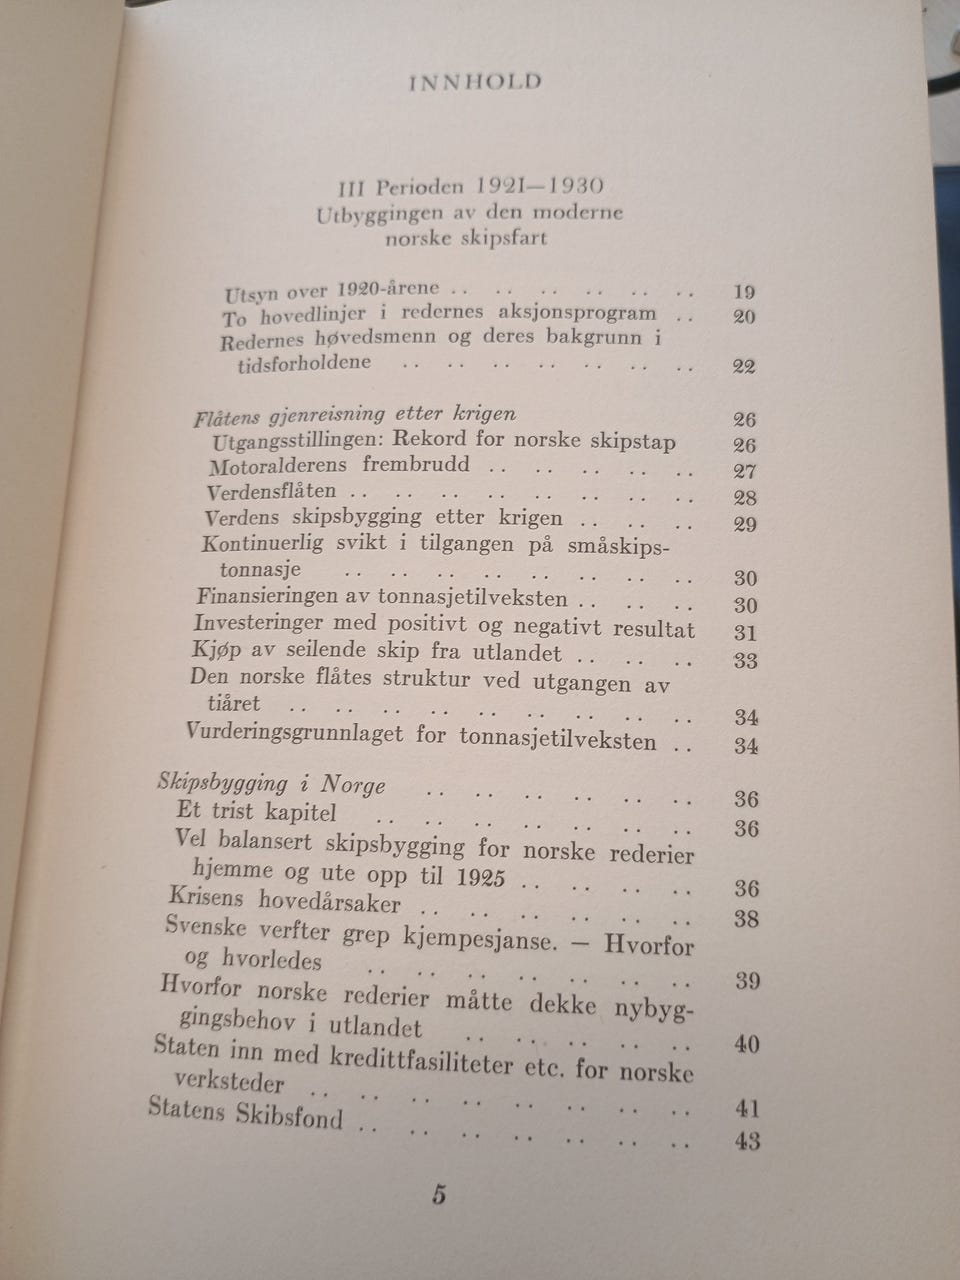 INNHOLD
III Perioden 1921—1930
Utbyggingen av den moderne
norske skipsfart
Utsyn over 1920-årene .. .. .. .. .. .. 19
To hovedlinjer i redernes aksjonsprogram .. 20
Redernes høvedsmenn og deres bakgrunn i
tidsforholdene .. .. .. .. .. .. .. 22
Flåtens gjenreisning etter krigen 26
Utgangsstillingen: Rekord for norske skipstap 26
Motoralderens frembrudd .. .. .. .. .. 27
Verdensflåten .. .. .. .. .. .. .. .. 28
Verdens skipsbygging etter krigen .. .. .. 29
Kontinuerlig svikt i tilgangen på småskips-
tonnasje .. .. .. .. .. .. .. .. 30
Finansieringen av tonnasjetilveksten .. .. .. 30
Investeringer med positivt og negativt resultat 31
Kjøp av seilende skip fra utlandet .. .. .. 33
Den norske flåtes struktur ved utgangen av
tiåret .. .. .. .. .. .. .. .. .. 34
Vurderingsgrunnlaget for tonnasjetilveksten .. 34
Skipsbygging i Norge .. .. .. .. .. .. 36
Et trist kapitel .. .. .. .. .. .. .. 36
Vel balansert skipsbygging for norske rederier
hjemme og ute opp til 1925 .. .. .. .. 36
Krisens hovedårsaker .. .. .. .. .. .. 38
Svenske verfter grep kjempesjanse. — Hvorfor
og hvorledes .. .. .. .. .. .. .. 39
Hvorfor norske rederier måtte dekke nybyg-
gingsbehov i utlandet .. .. .. .. .. 40
Staten inn med kredittfasiliteter etc. for norske
verksteder .. .. .. .. .. .. .. .. 41
Statens Skibsfond .. .. .. .. .. .. .. 43
5